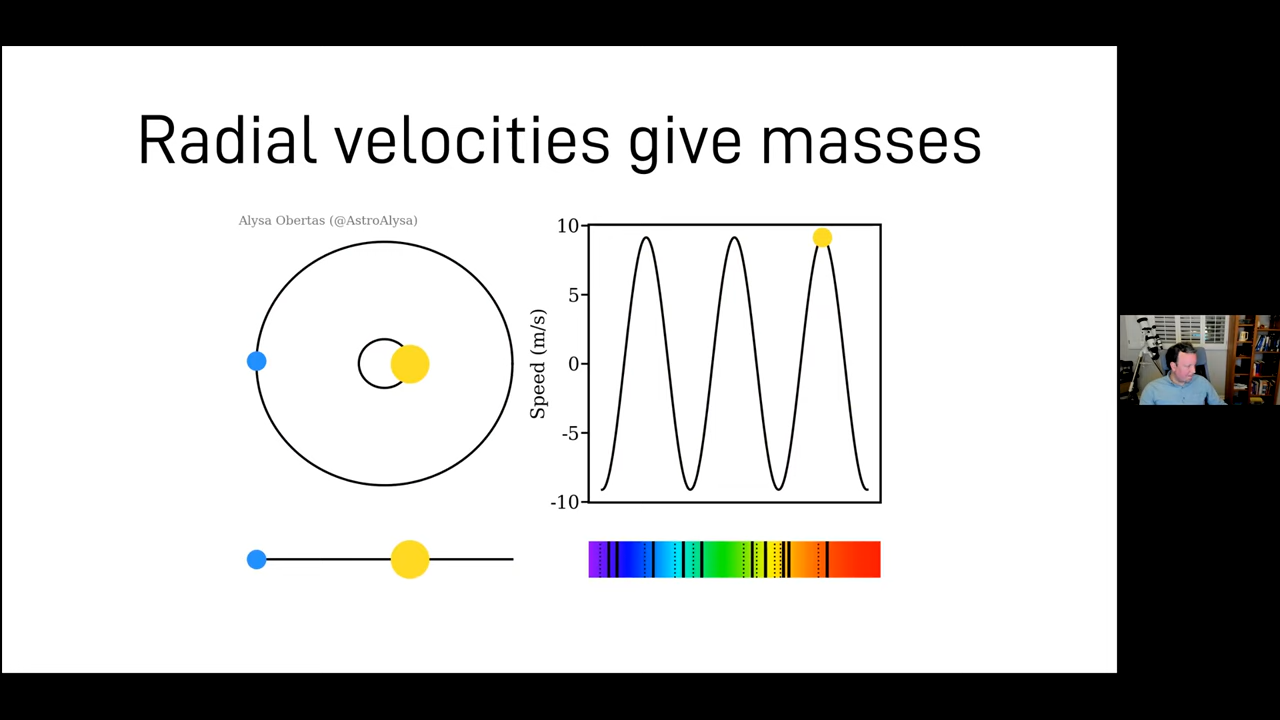 Radial velocities give masses
Alysa Obertas (@AstroAlysa)
10
5
0
-5
-10
Speed (m/s)